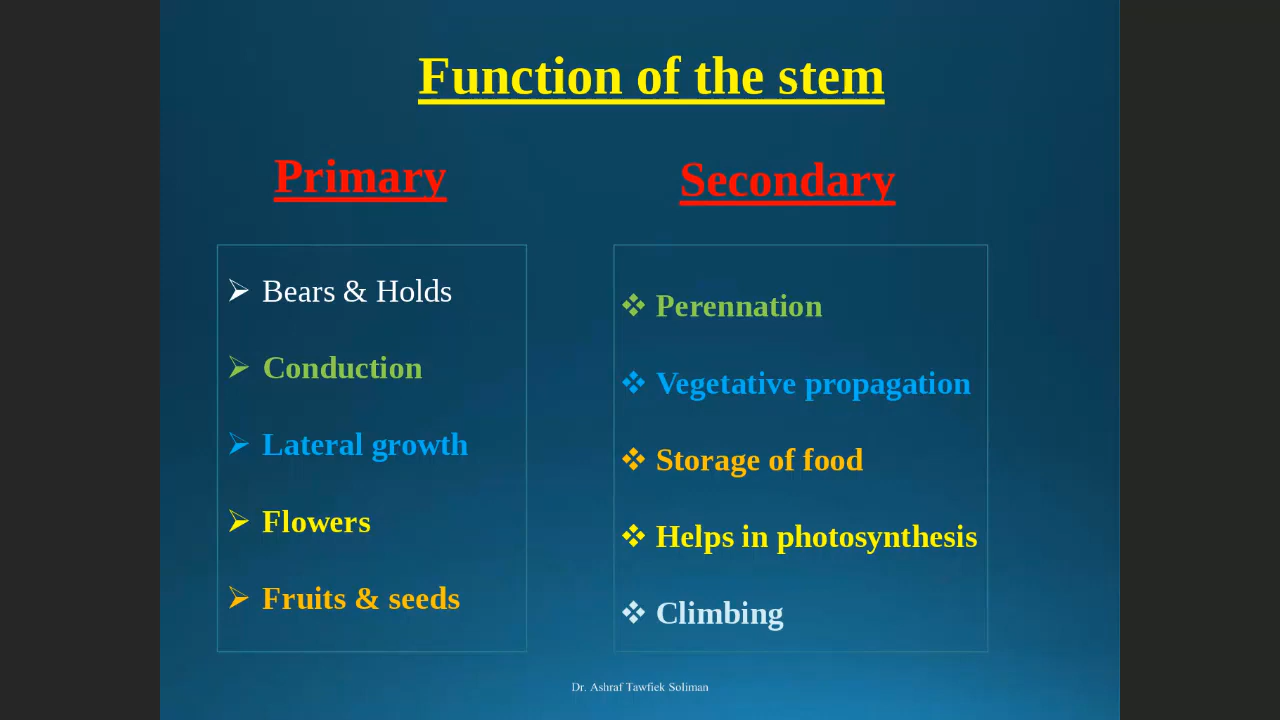 Function of the stem
Primary
Bears & Holds
Conduction
Lateral growth
Flowers
Fruits & seeds
Secondary
Perennation
Vegetative propagation
Storage of food
Helps in photosynthesis
Climbing
Dr. Ashraf Tawfiek Soliman